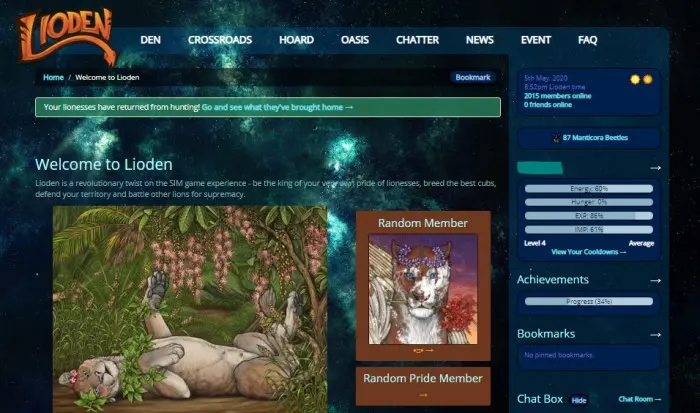 LIODEN
DEN CROSSROADS HOARD OASIS CHATTER NEWS EVENT FAQ
Home / Welcome to Lioden
Bookmark
Your lionesses have returned from hunting! Go and see what they've brought home →
Welcome to Lioden
Lioden is a revolutionary twist on the SIM game experience - be the king of your very own pride of lionesses, breed the best cubs,
defend your territory and battle other lions for supremacy.
Random Member
→
Random Pride Member
→
5th May, 2020
8:52pm Lioden time
2015 members online
0 friends online
87 Manticora Beetles
→
Energy: 60%
Hunger: 0%
EXP: 86%
IMP: 61%
Level 4 Average
View Your Cooldowns →
Achievements →
Progress (34%)
Bookmarks →
No pinned bookmarks.
Chat Box Hide Chat Room →